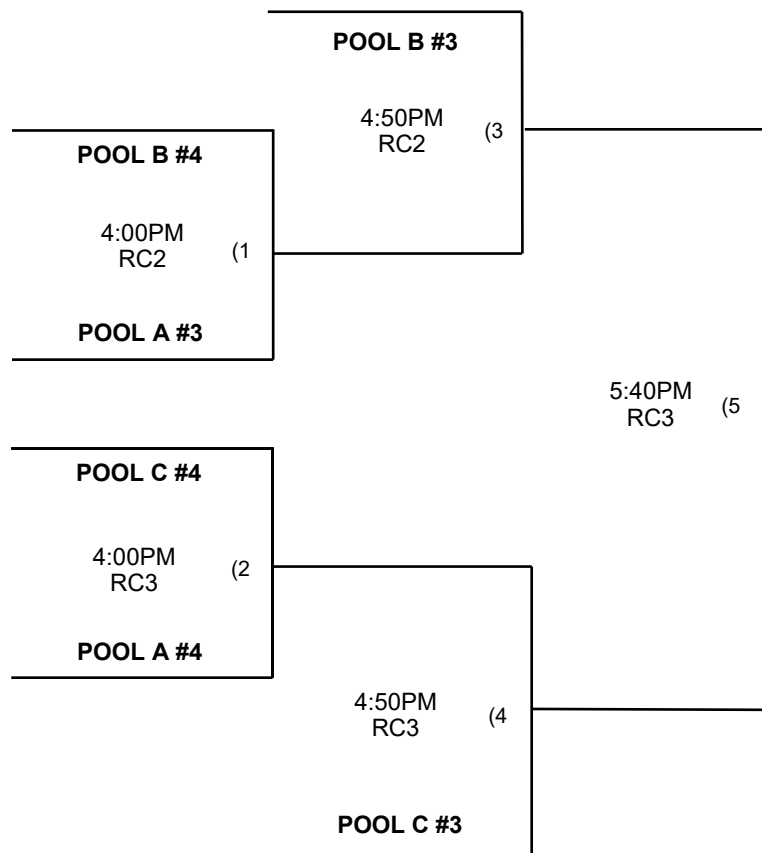 POOL B #3
4:50PM
RC2 (3
POOL B #4
4:00PM
RC2 (1
POOL A #3
5:40PM
RC3 (5
POOL C #4
4:00PM
RC3 (2
POOL A #4
4:50PM
RC3 (4
POOL C #3